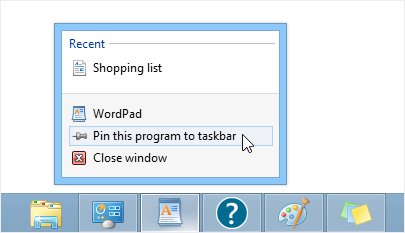 Recent
Shopping list
WordPad
Pin this program to taskbar
Close window